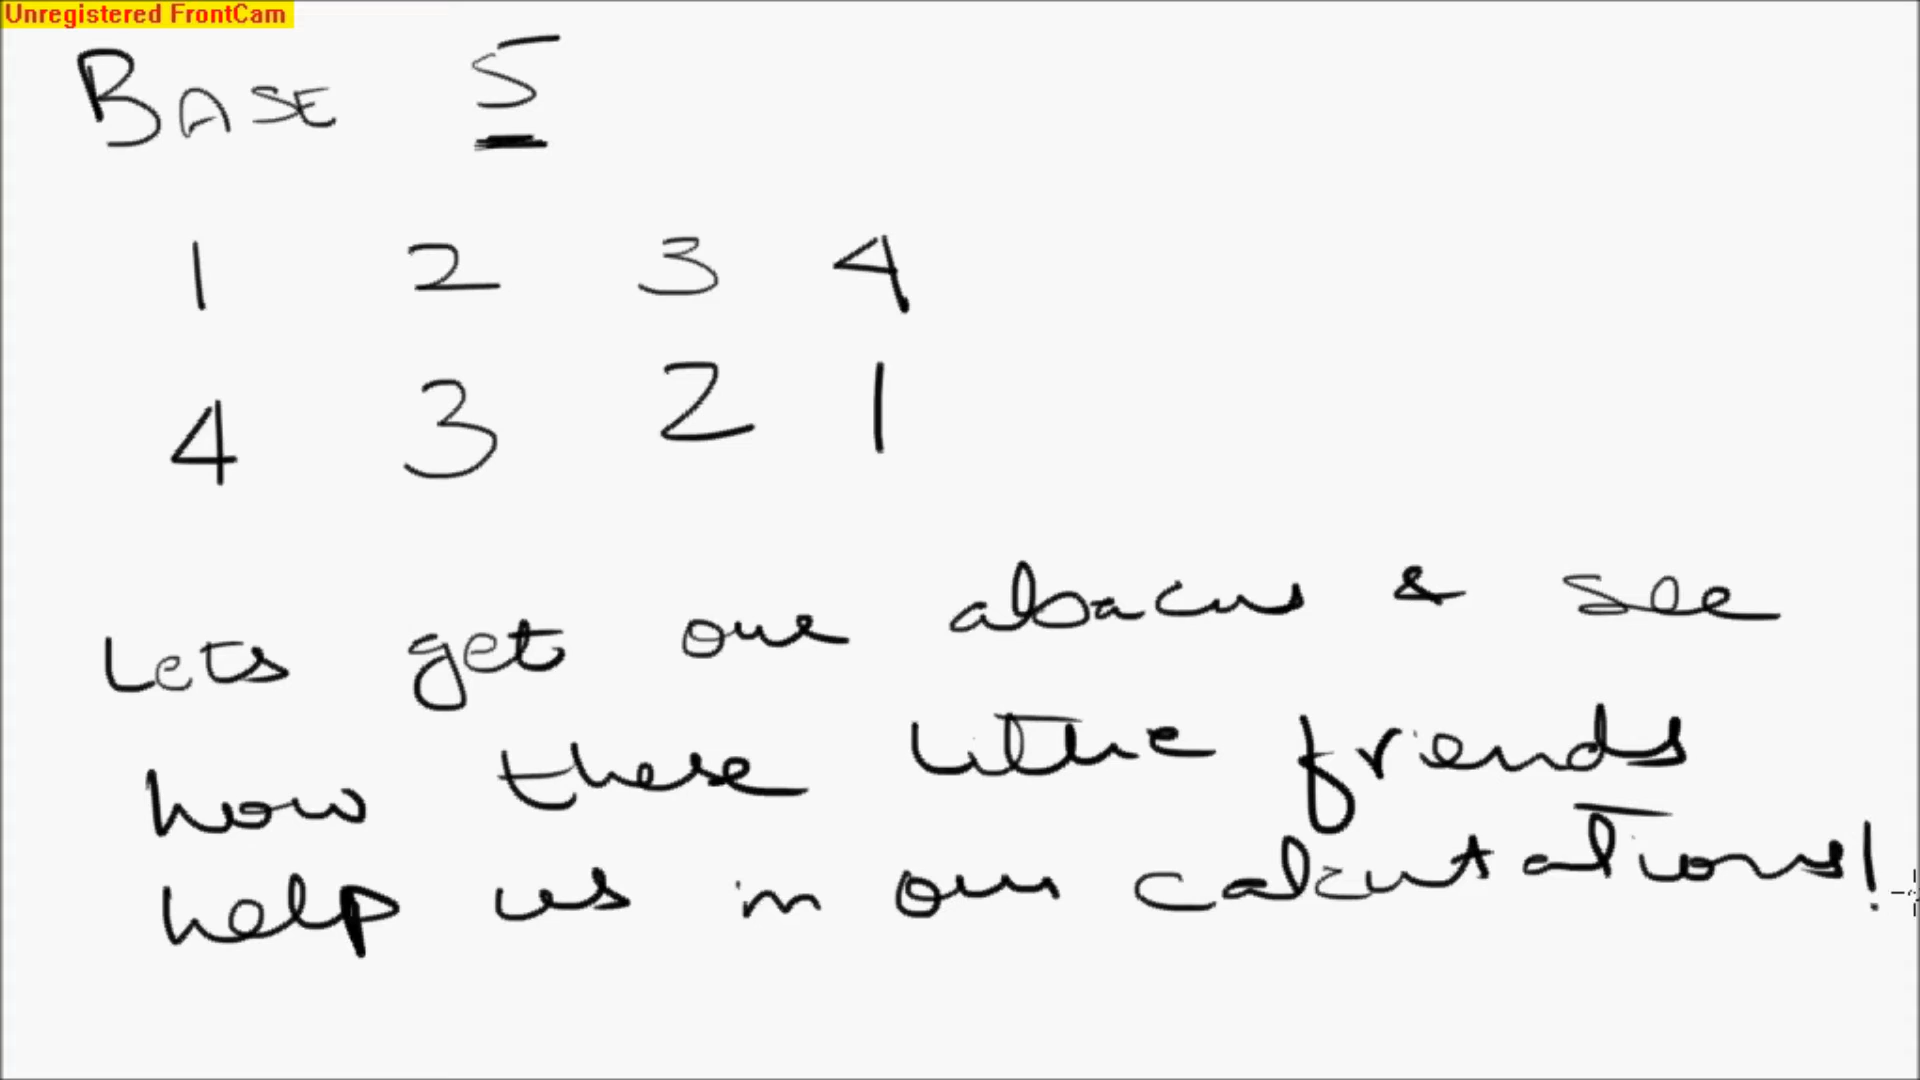 Unregistered FrontCam
BASE 5
1 2 3 4
4 3 2 1
Lets get our abacus & see
how these little friends
help us in our calcutations!